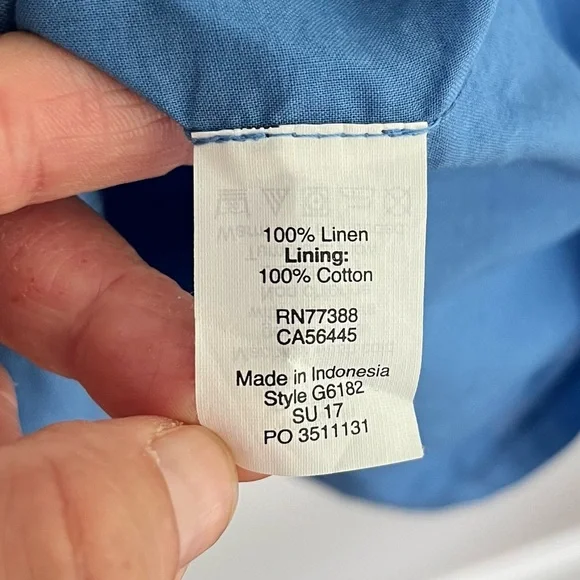 100% Linen
Lining:
100% Cotton
RN77388
CA56445
Made in Indonesia
Style G6182
SU 17
PO 3511131